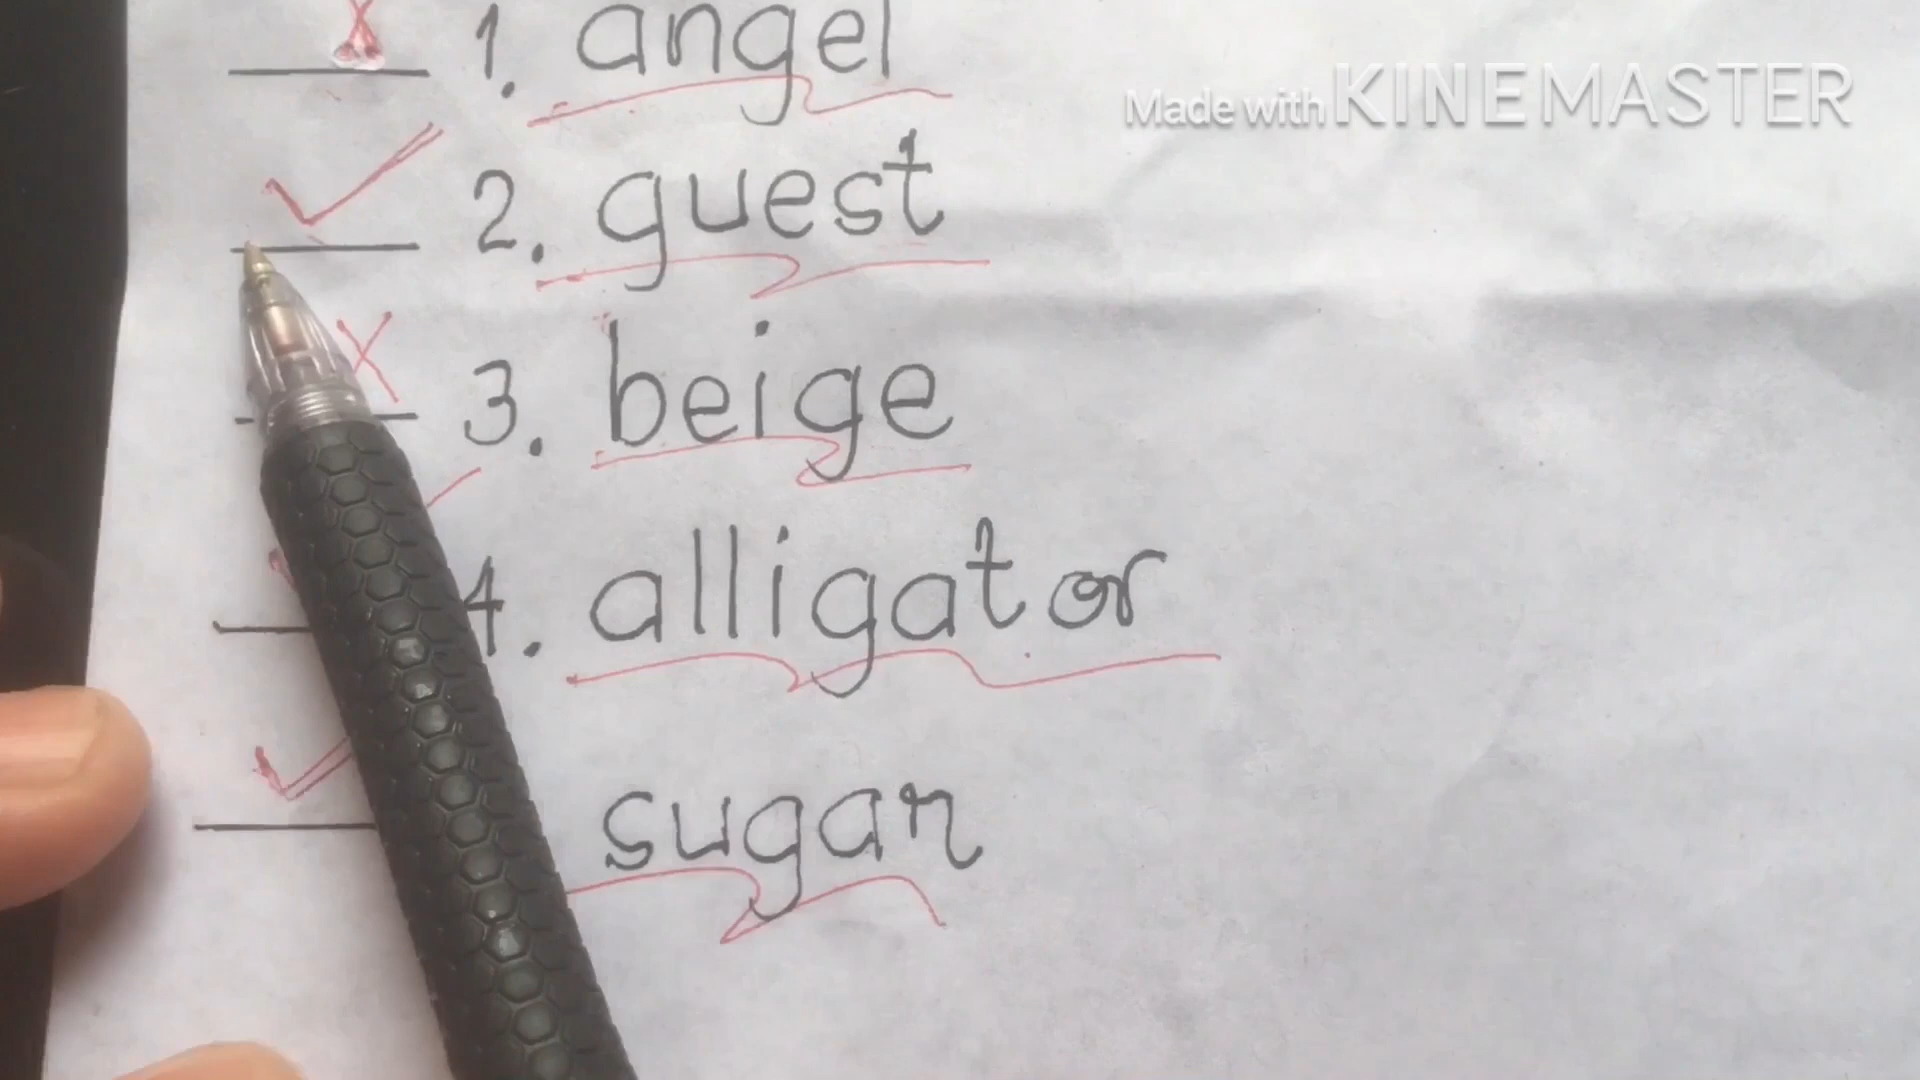 1. angel
Made with KINEMASTER
2. guest
3. beige
4. alligator
sugar